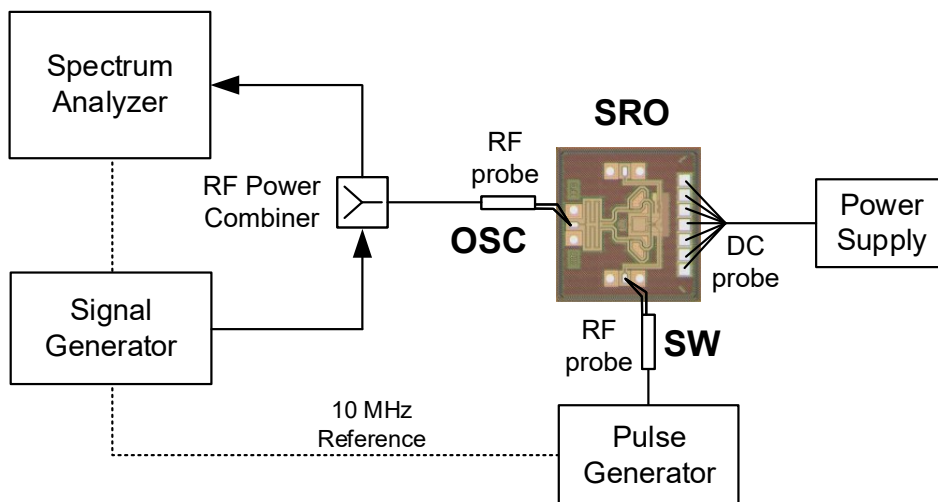 Spectrum
Analyzer
SRO
RF
probe
RF Power
Combiner
OSC
Power
Supply
DC
probe
Signal
Generator
RF
probe
SW
10 MHz
Reference
Pulse
Generator